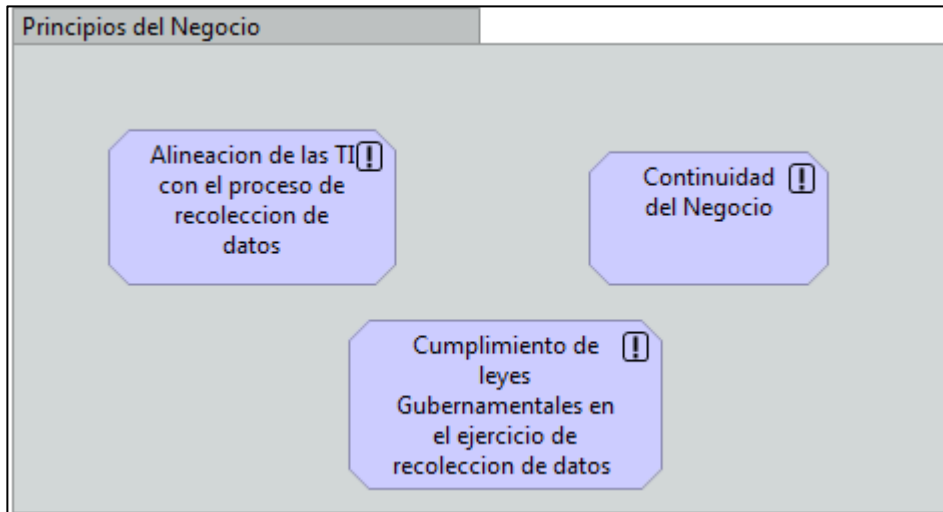 Principios del Negocio
Alineacion de las TI
con el proceso de
recoleccion de
datos
Continuidad
del Negocio
Cumplimiento de
leyes
Gubernamentales en
el ejercicio de
recoleccion de datos